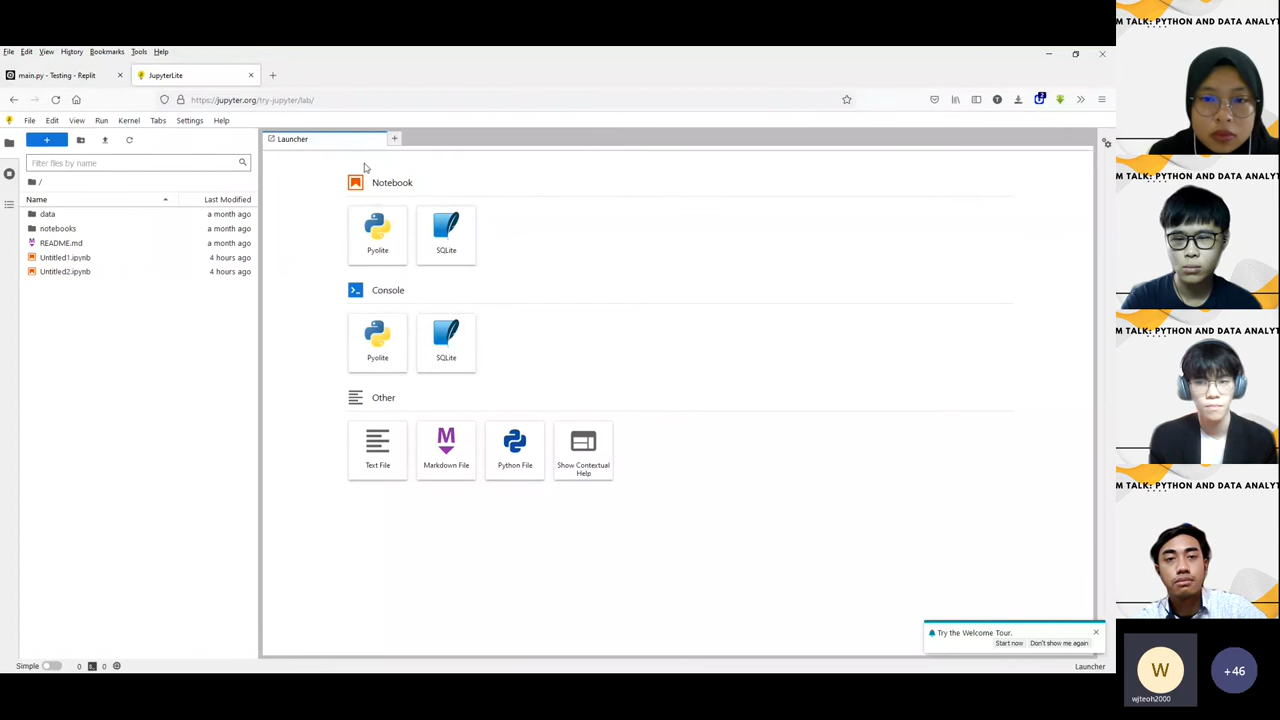 File Edit View History Bookmarks Tools Help
main.py - Testing - Replit
JupyterLite
https://jupyter.org/try-jupyter/lab/
2
File Edit View Run Kernel Tabs Settings Help
Filter files by name
/
Name Last Modified
data a month ago
notebooks a month ago
README.md a month ago
Untitled1.ipynb 4 hours ago
Untitled2.ipynb 4 hours ago
Simple 0 0
Launcher
Notebook
Pyolite SQLite
Console
Pyolite SQLite
Other
Text File
M
Markdown File
Python File
Show Contextual
Help
Try the Welcome Tour.
Start now Don't show me again
Launcher
M TALK: PYTHON AND DATA ANALYT
M TALK: PYTHON AND DATA ANALYT
M TALK: PYTHON AND DATA ANALYT
M TALK: PYTHON AND DATA ANALYT
W
wjteoh2000
+46